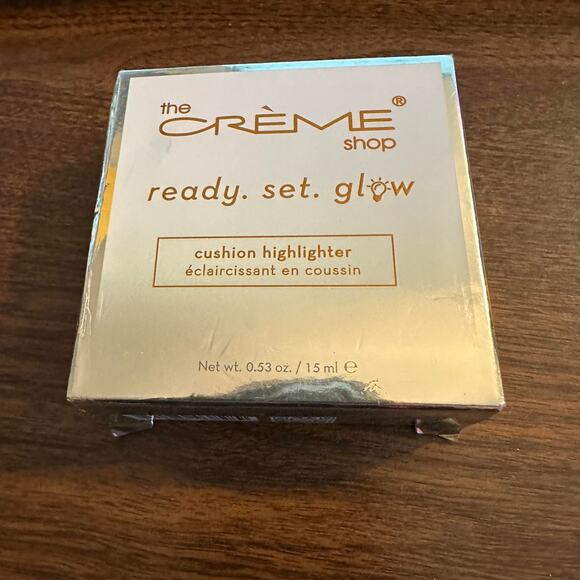 the
CRÈME®
shop
ready. set. glow
cushion highlighter
éclaircissant en coussin
Net wt. 0.53 oz. / 15 ml ℮